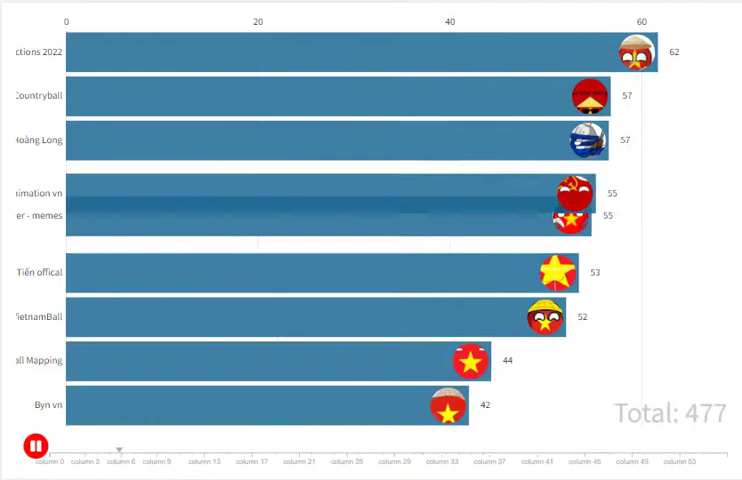 0 20 40 60
ctions 2022 62
Countryball 57
Hoàng Long 57
imation vn 55
er - memes 55
Tiến offical 53
VietnamBall 52
all Mapping 44
Byn vn 42
Total: 477
column 0 column 3 column 6 column 9 column 13 column 17 column 21 column 25 column 29 column 33 column 37 column 41 column 45 column 49 column 53